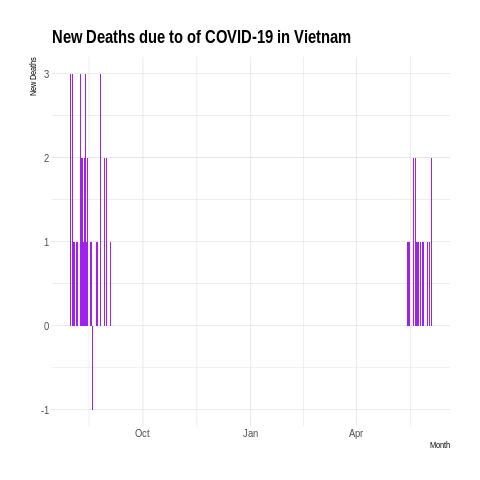 New Deaths due to of COVID-19 in Vietnam
New Deaths
3
2
1
0
-1
Oct Jan Apr
Month